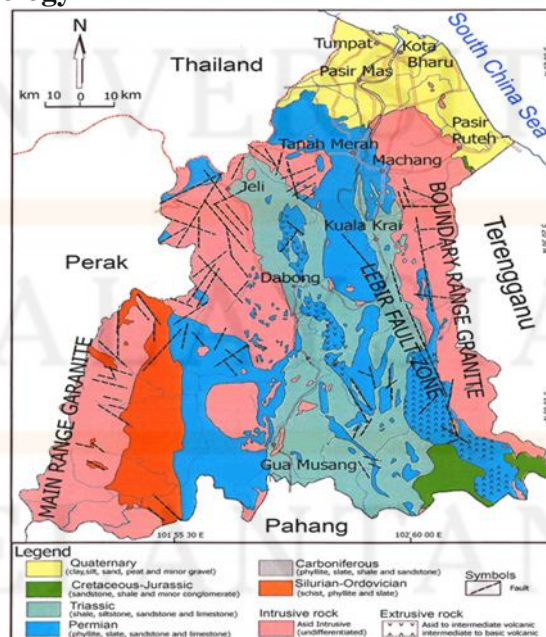 N
km 10 0 10 km
Thailand
South China Sea
Tumpat
Kota
Bharu
Pasir Mas
Pasir
Puteh
Tanah Merah
Machang
Jeli
Kuala Krai
Terengganu
Perak
Dabong
LEBIR FAULT ZONE
BOUNDARY RANGE GRANITE
MAIN RANGE GARANITE
Gua Musang
Pahang
101 55 30 E
102 60 00 E
Legend
Quaternary
(clay,silt, sand, peat and minor gravel)
Cretaceous-Jurassic
(sandstone, shale and minor conglomerate)
Triassic
(shale, siltstone, sandstone and limestone)
Permian
(phyllite, slate, sandstone and limestone)
Carboniferous
(phyllite, slate, shale and sandstone)
Silurian-Ordovician
(schist, phyllite and slate)
Intrusive rock
Asid Intrusive
(undifferentiated)
Symbols
Fault
Extrusive rock
Asid to intermediate volcanic
intermediate to basic volcanic